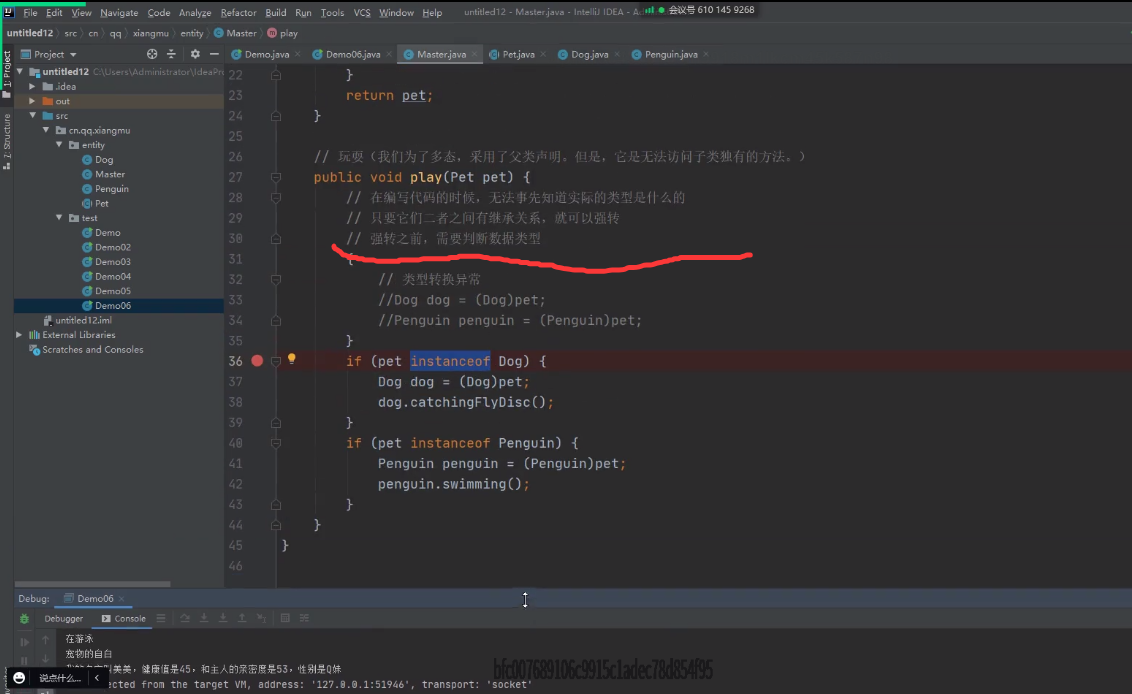 File Edit View Navigate Code Analyze Refactor Build Run Tools VCS Window Help untitled12 - Master.java - IntelliJ IDEA - A
会议号 610 145 9268
untitled12 src cn qq xiangmu entity Master play
Project
Demo.java Demo06.java Master.java Pet.java Dog.java Penguin.java
1: Project
Z: Structure
untitled12 C:\Users\Administrator\IdeaPro
.idea
out
src
cn.qq.xiangmu
entity
Dog
Master
Penguin
Pet
test
Demo
Demo02
Demo03
Demo04
Demo05
Demo06
untitled12.iml
External Libraries
Scratches and Consoles
22 }
23 return pet;
24 }
25
26 // 玩耍（我们为了多态，采用了父类声明。但是，它是无法访问子类独有的方法。）
27 public void play(Pet pet) {
28 // 在编写代码的时候，无法事先知道实际的类型是什么的
29 // 只要它们二者之间有继承关系，就可以强转
30 // 强转之前，需要判断数据类型
31 {
32 // 类型转换异常
33 //Dog dog = (Dog)pet;
34 //Penguin penguin = (Penguin)pet;
35 }
36 if (pet instanceof Dog) {
37 Dog dog = (Dog)pet;
38 dog.catchingFlyDisc();
39 }
40 if (pet instanceof Penguin) {
41 Penguin penguin = (Penguin)pet;
42 penguin.swimming();
43 }
44 }
45 }
46
Debug: Demo06
Debugger Console
在游泳
宠物的自白
美美，健康值是45，和主人的亲密度是53，性别是Q妹
说点什么...
ected from the target VM, address: '127.0.0.1:51946', transport: 'socket'
bfc007689106c9915c1adec78d854f95